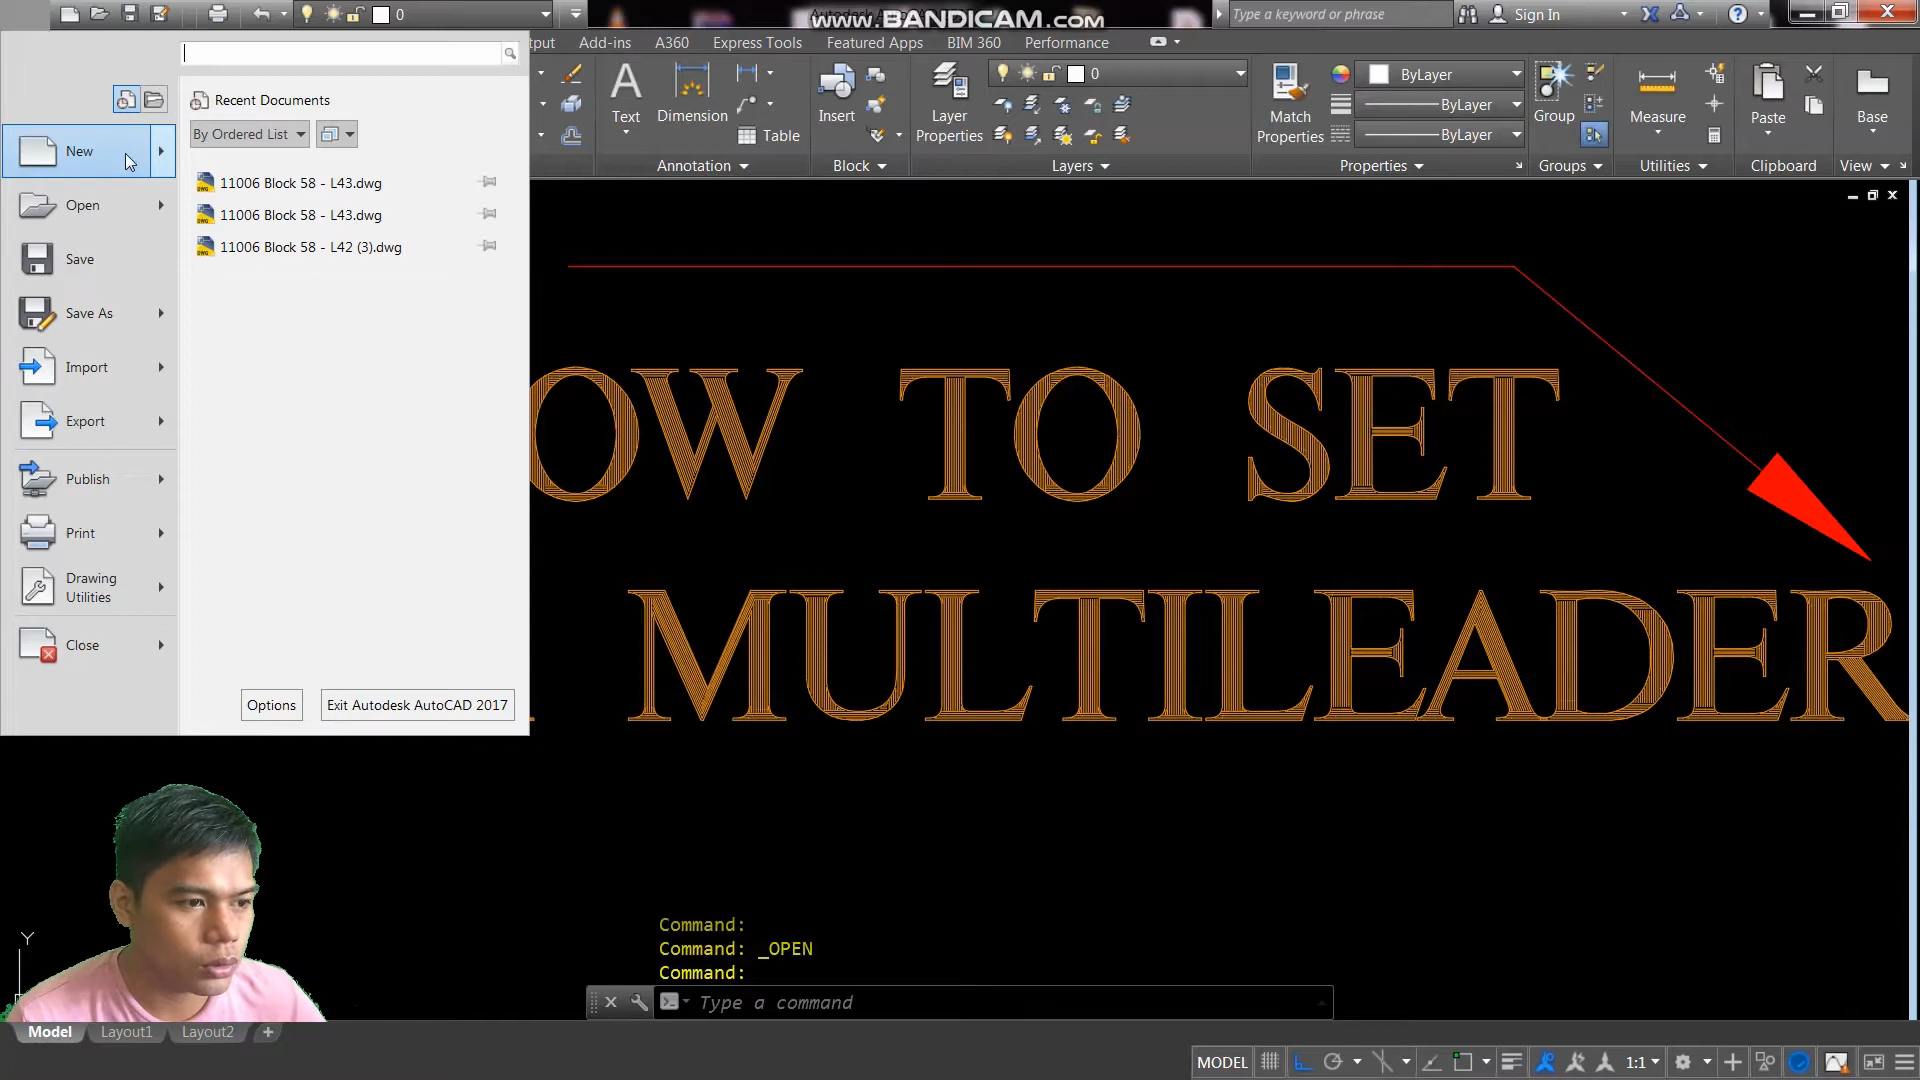 0
WWW.BANDICAM.COM
Type a keyword or phrase
Sign In
Add-ins A360 Express Tools Featured Apps BIM 360 Performance
Recent Documents
By Ordered List
New
11006 Block 58 - L43.dwg
Open
11006 Block 58 - L43.dwg
11006 Block 58 - L42 (3).dwg
Save
Save As
Import
Export
Publish
Print
Drawing
Utilities
Close
Options
Exit Autodesk AutoCAD 2017
Text
Dimension
Table
Annotation
Insert
Block
Layer
Properties
0
Layers
Match
Properties
ByLayer
ByLayer
ByLayer
Properties
Group
Groups
Measure
Utilities
Paste
Clipboard
Base
View
OW TO SET
MULTILEADER
Command:
Command: _OPEN
Command:
Type a command
Y
Model Layout1 Layout2 +
MODEL
1:1